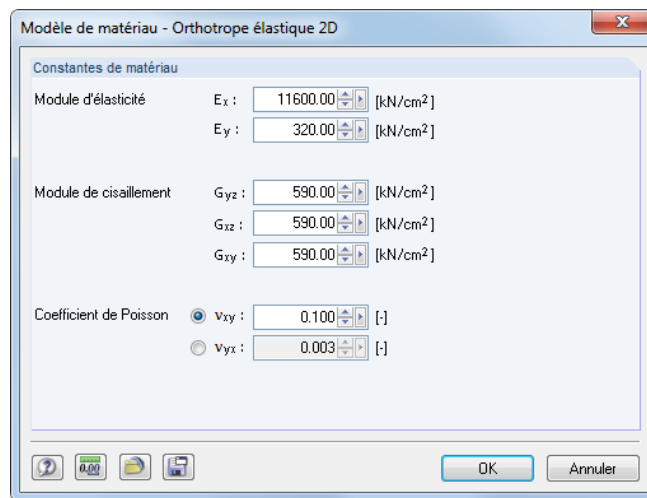 Modèle de matériau - Orthotrope élastique 2D
Constantes de matériau
Module d'élasticité Ex : 11600.00 [kN/cm²]
Ey : 320.00 [kN/cm²]
Module de cisaillement Gyz : 590.00 [kN/cm²]
Gxz : 590.00 [kN/cm²]
Gxy : 590.00 [kN/cm²]
Coefficient de Poisson νxy : 0.100 [-]
νyx : 0.003 [-]
0.00 OK Annuler